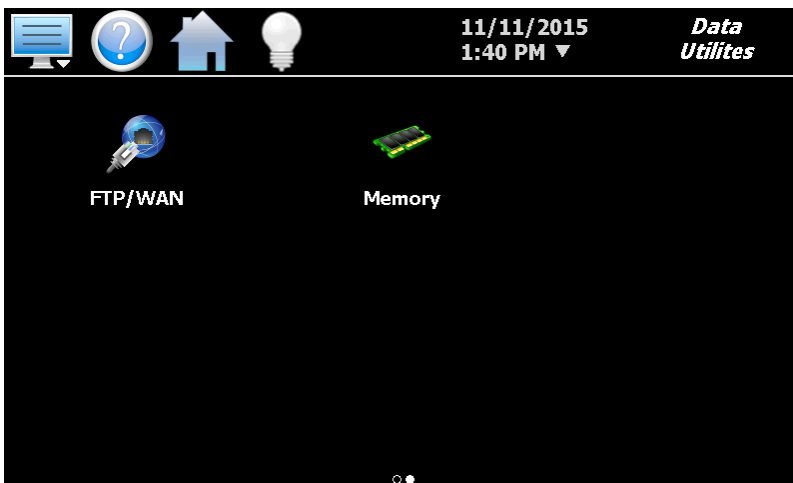 ?
11/11/2015
1:40 PM ▼
Data
Utilites
FTP/WAN
Memory